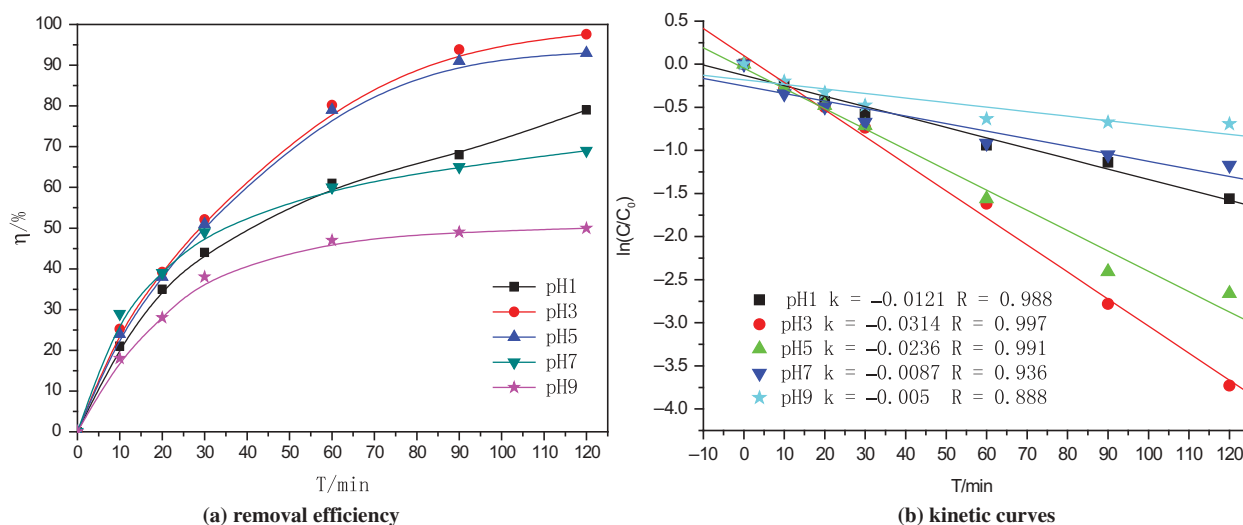 100
90
80
70
60
50
40
30
20
10
0
η/%
pH1
pH3
pH5
pH7
pH9
0 10 20 30 40 50 60 70 80 90 100 110 120
T/min
(a) removal efficiency
0.5
0.0
−0.5
−1.0
−1.5
−2.0
−2.5
−3.0
−3.5
−4.0
ln(C/C₀)
pH1 k = −0.0121 R = 0.988
pH3 k = −0.0314 R = 0.997
pH5 k = −0.0236 R = 0.991
pH7 k = −0.0087 R = 0.936
pH9 k = −0.005 R = 0.888
−10 0 10 20 30 40 50 60 70 80 90 100 110 120
T/min
(b) kinetic curves